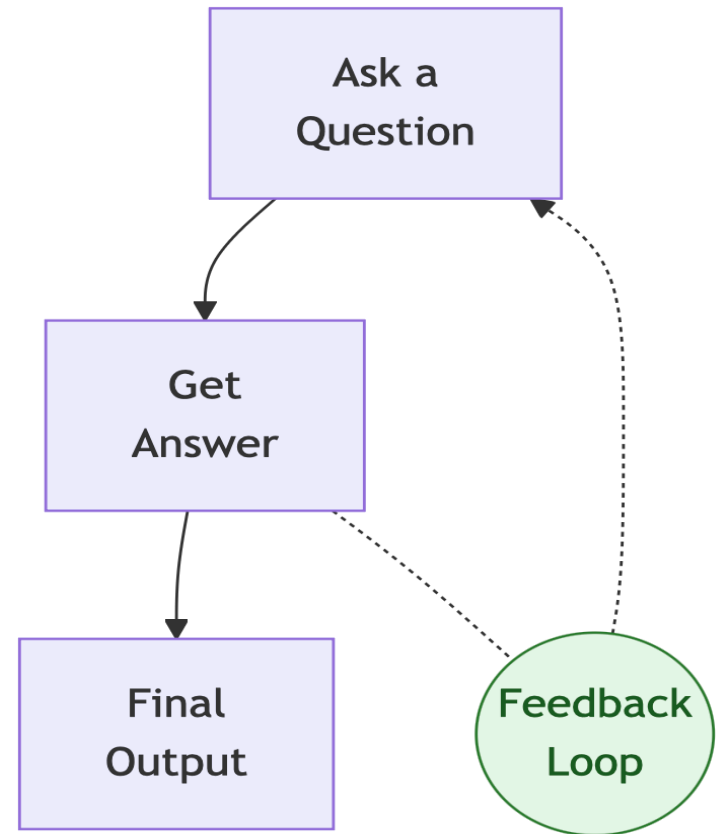 Ask a
Question
Get
Answer
Final
Output
Feedback
Loop